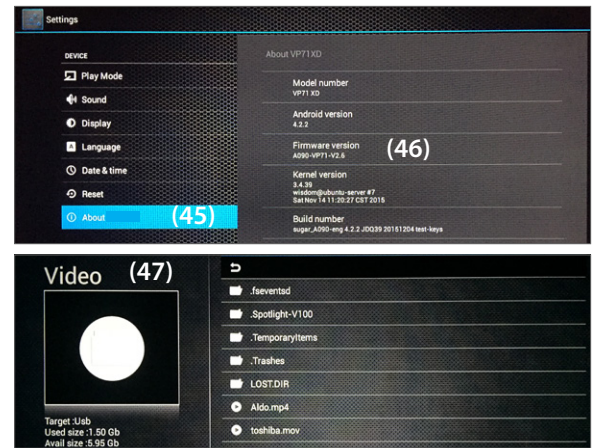 Settings
DEVICE
Play Mode
Sound
Display
Language
Date & time
Reset
About
(45)
About VP71XD
Model number
VP71 XD
Android version
4.2.2
Firmware version
A090-VP71-V2.6
(46)
Kernel version
3.4.39
wisdom@ubuntu-server #7
Sat Nov 14 11:20:27 CST 2015
Build number
sugar_A090-eng 4.2.2 JDQ39 20151204 test-keys
Video
(47)
Target :Usb
Used size :1.50 Gb
Avail size :5.95 Gb
.fseventsd
.Spotlight-V100
.TemporaryItems
.Trashes
LOST.DIR
Aldo.mp4
toshiba.mov